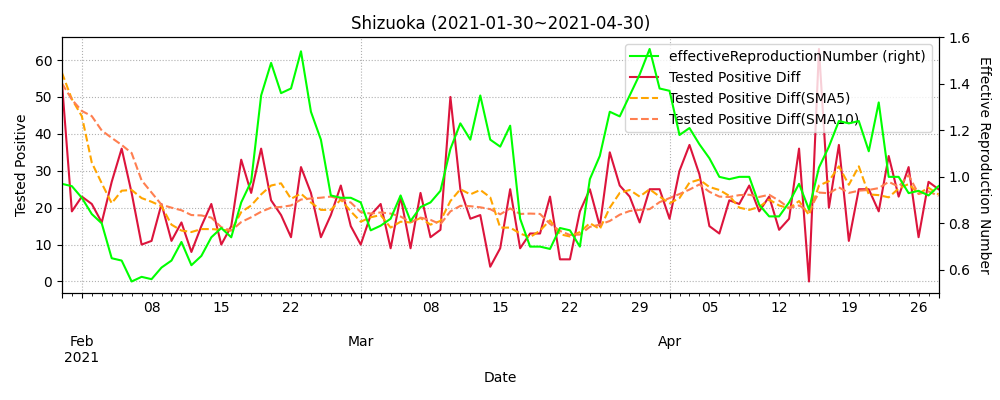 Shizuoka (2021-01-30~2021-04-30)
effectiveReproductionNumber (right)
Tested Positive Diff
Tested Positive Diff(SMA5)
Tested Positive Diff(SMA10)
Tested Positive
60
50
40
30
20
10
0
1.6
1.4
1.2
1.0
0.8
0.6
Effective Reproduction Number
08 15 22 08 15 22 29 05 12 19 26
Feb Mar Apr
2021
Date